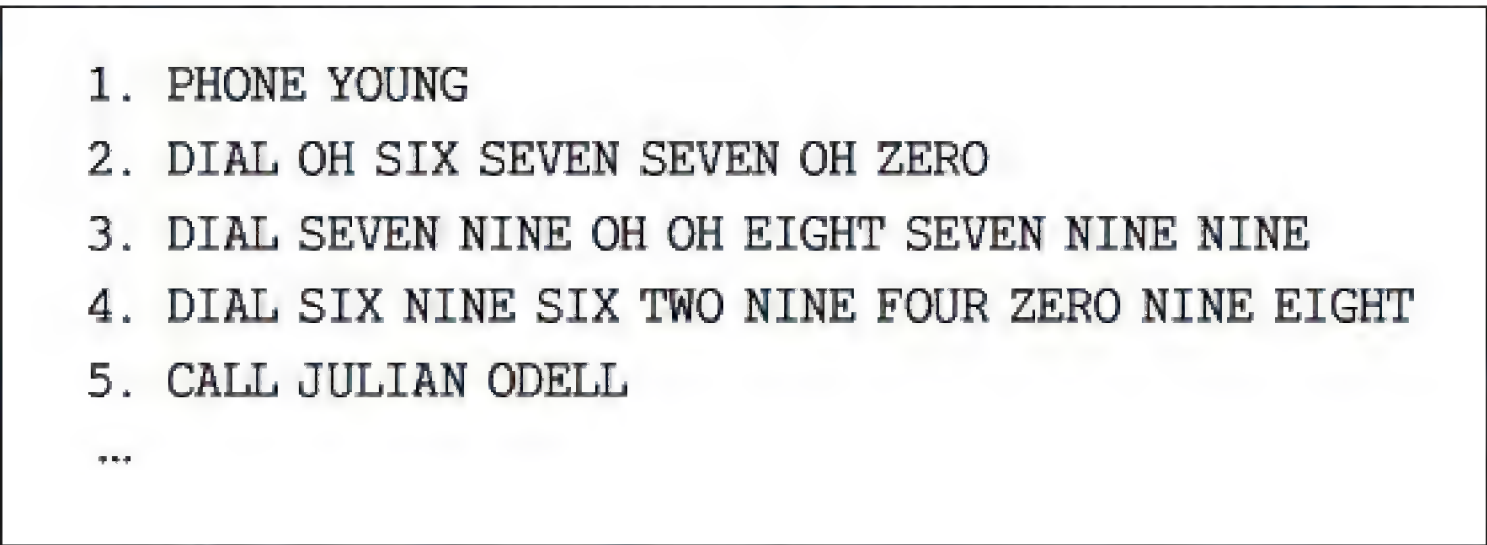 1. PHONE YOUNG
2. DIAL OH SIX SEVEN SEVEN OH ZERO
3. DIAL SEVEN NINE OH OH EIGHT SEVEN NINE NINE
4. DIAL SIX NINE SIX TWO NINE FOUR ZERO NINE EIGHT
5. CALL JULIAN ODELL
...